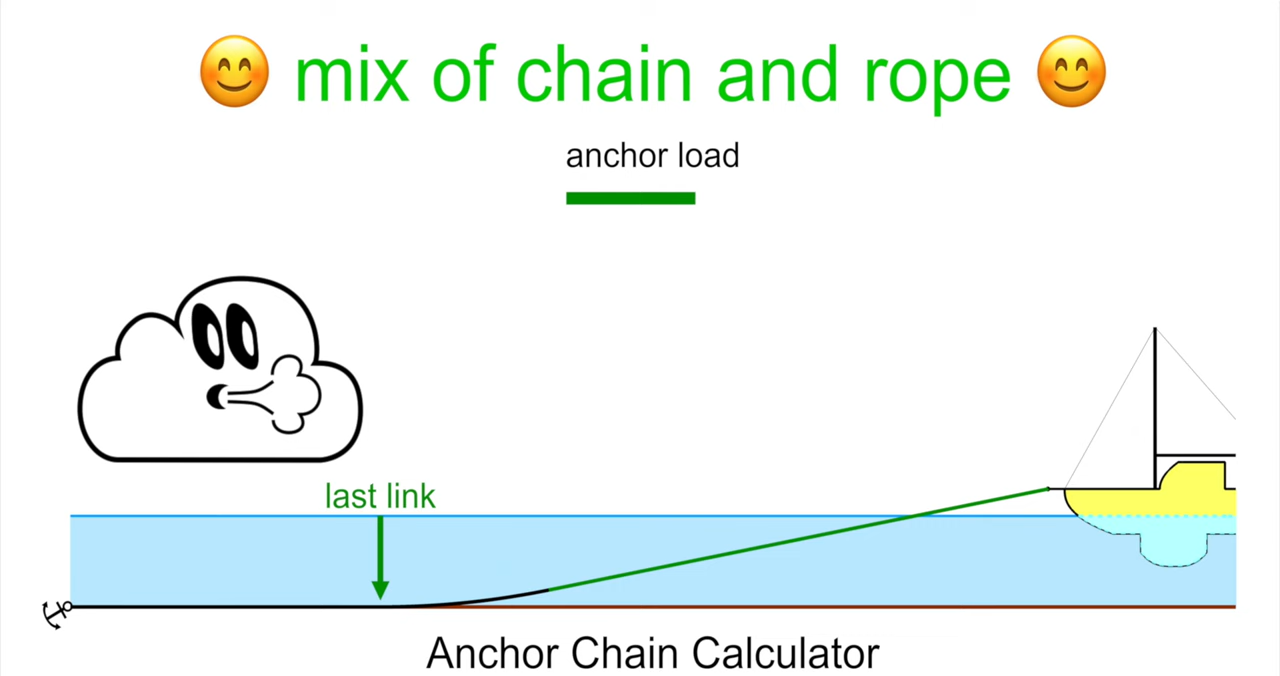 😊 mix of chain and rope 😊
anchor load
last link
Anchor Chain Calculator